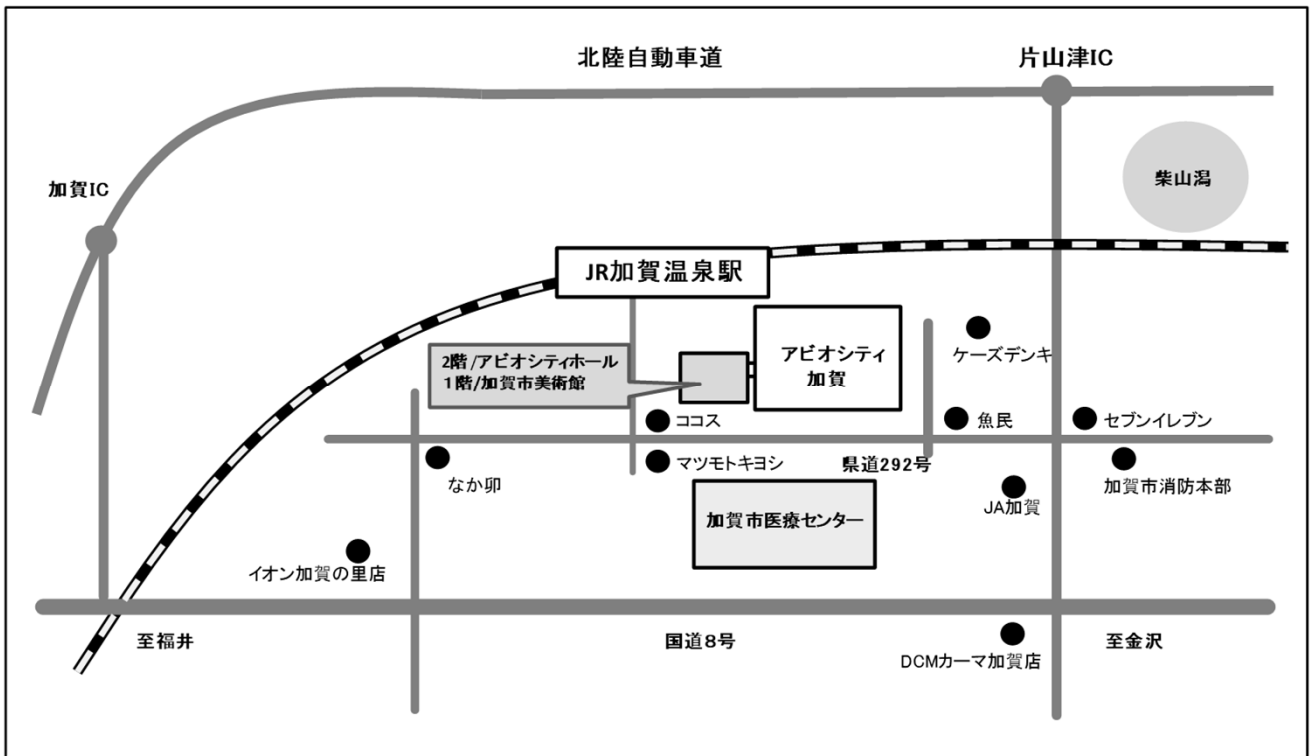 北陸自動車道
片山津IC
加賀IC
柴山潟
JR加賀温泉駅
アビオシティ
加賀
ケーズデンキ
2階/アビオシティホール
1階/加賀市美術館
ココス
魚民
セブンイレブン
マツモトキヨシ
県道292号
なか卯
加賀市消防本部
JA加賀
加賀市医療センター
イオン加賀の里店
至福井
国道8号
至金沢
DCMカーマ加賀店